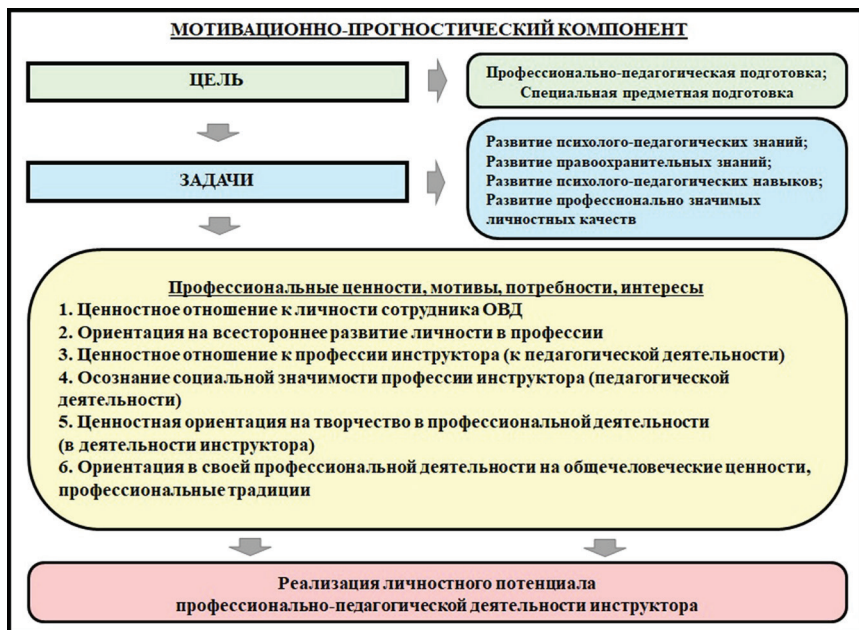 МОТИВАЦИОННО-ПРОГНОСТИЧЕСКИЙ КОМПОНЕНТ
ЦЕЛЬ
Профессионально-педагогическая подготовка;
Специальная предметная подготовка
ЗАДАЧИ
Развитие психолого-педагогических знаний;
Развитие правоохранительных знаний;
Развитие психолого-педагогических навыков;
Развитие профессионально значимых
личностных качеств
Профессиональные ценности, мотивы, потребности, интересы
1. Ценностное отношение к личности сотрудника ОВД
2. Ориентация на всестороннее развитие личности в профессии
3. Ценностное отношение к профессии инструктора (к педагогической деятельности)
4. Осознание социальной значимости профессии инструктора (педагогической
деятельности)
5. Ценностная ориентация на творчество в профессиональной деятельности
(в деятельности инструктора)
6. Ориентация в своей профессиональной деятельности на общечеловеческие ценности,
профессиональные традиции
Реализация личностного потенциала
профессионально-педагогической деятельности инструктора